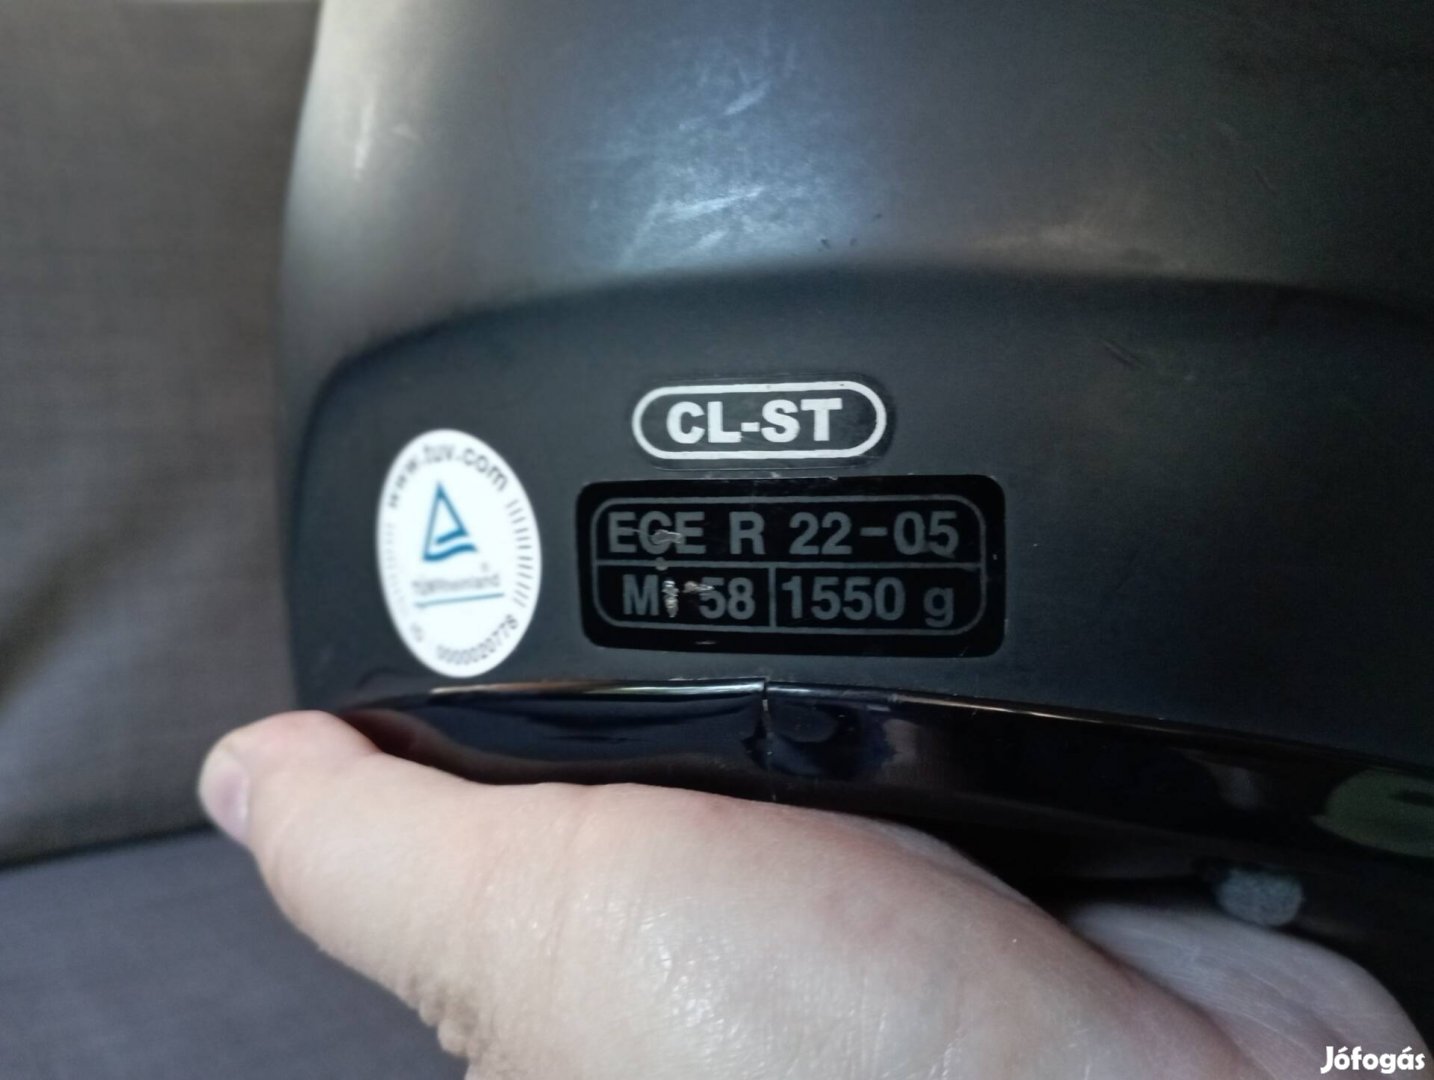 CL-ST
www.tuv.com
TÜVRheinland
®
ECE R 22-05
58
1550 g
Jófogás